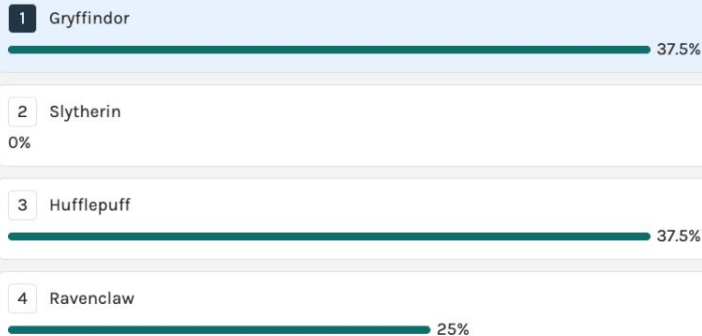 1 Gryffindor
37.5%
2 Slytherin
0%
3 Hufflepuff
37.5%
4 Ravenclaw
25%